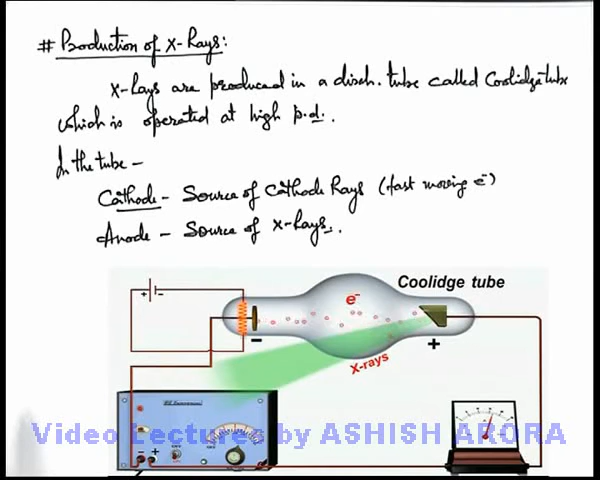 # Production of X-Rays:
X-Rays are produced in a disch. tube called Coolidge tube
which is operated at high p.d.
In the tube –
Cathode – Source of Cathode Rays (fast moving e⁻)
Anode – Source of X-Rays.
Coolidge tube
e⁻
+ -
- +
X-rays
- +
Video Lectures by ASHISH ARORA